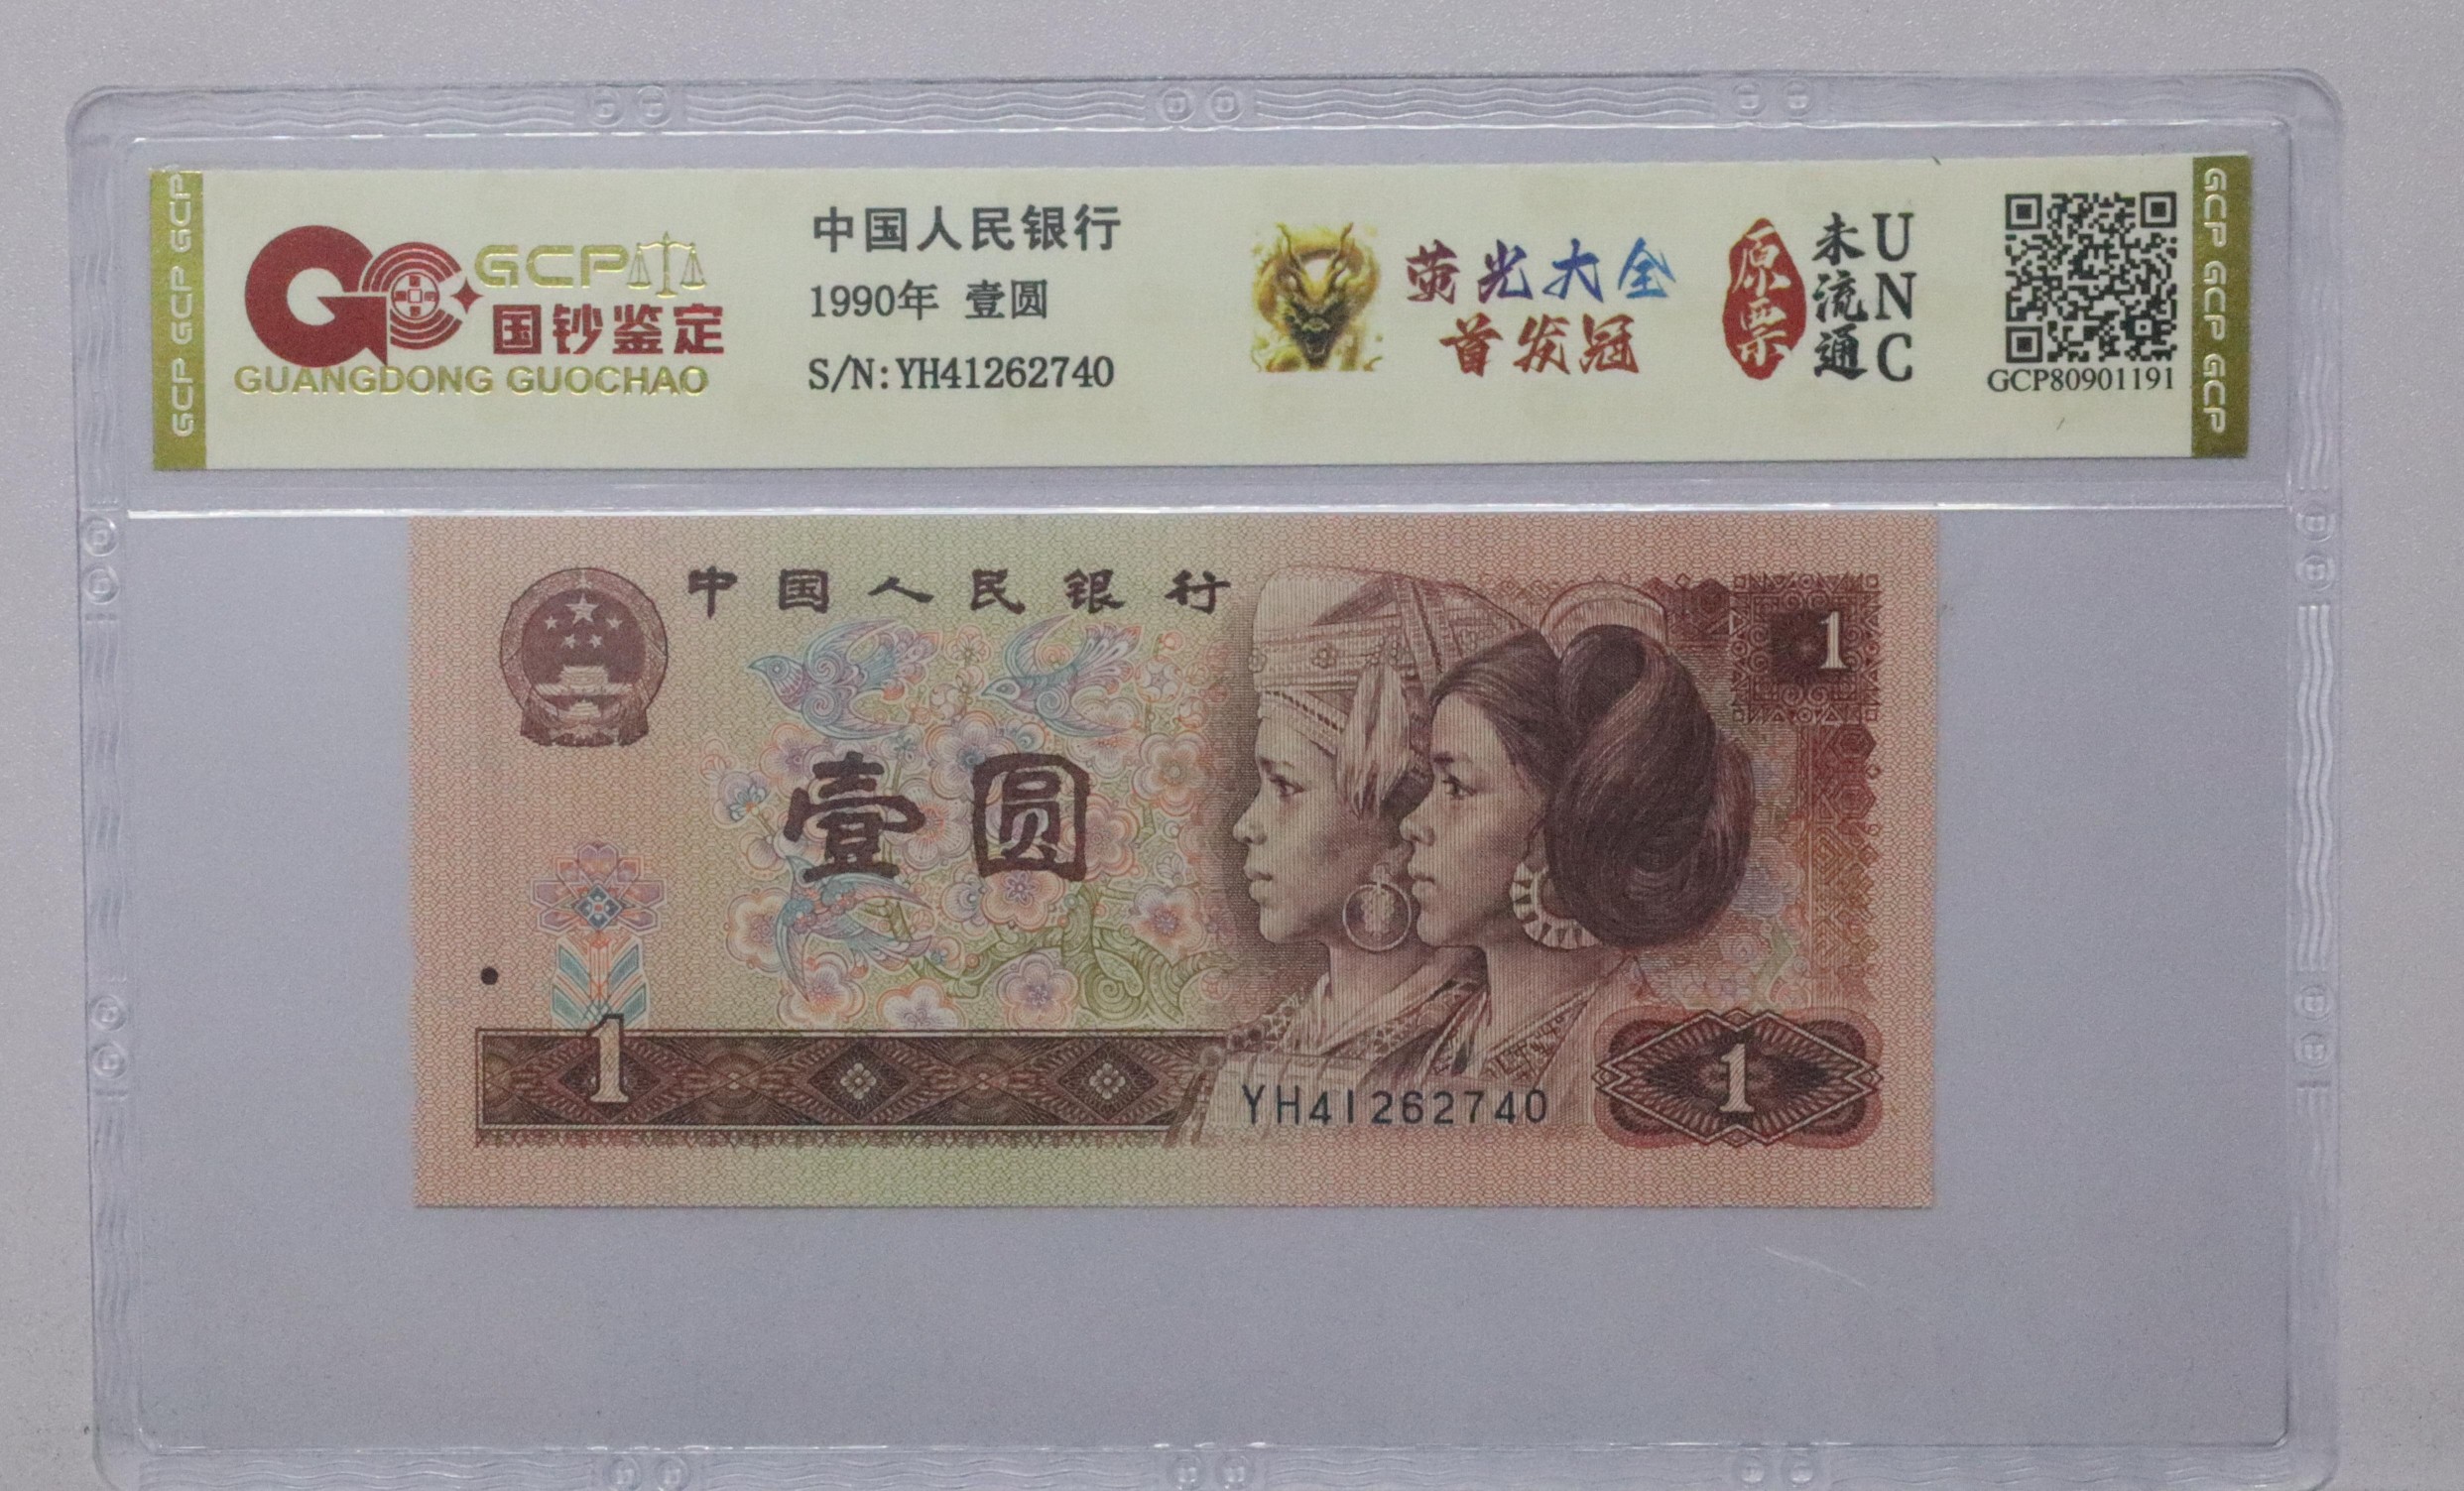 GCP GCP GCP
GCP
国钞鉴定
GUANGDONG GUOCHAO
中国人民银行
1990年 壹圆
S/N:YH41262740
荧光大全
首发冠
原票
未流通
UNC
GCP80901191
GCP GCP GCP
中国人民银行
1
壹圆
1
YH41262740
1